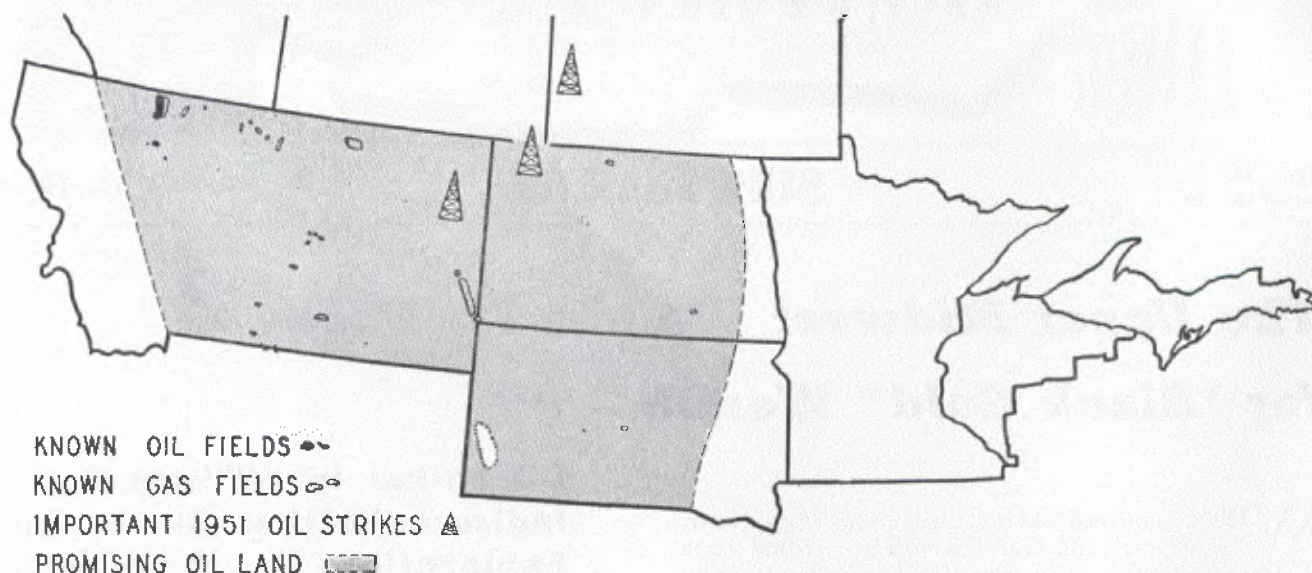 KNOWN OIL FIELDS
KNOWN GAS FIELDS
IMPORTANT 1951 OIL STRIKES
PROMISING OIL LAND